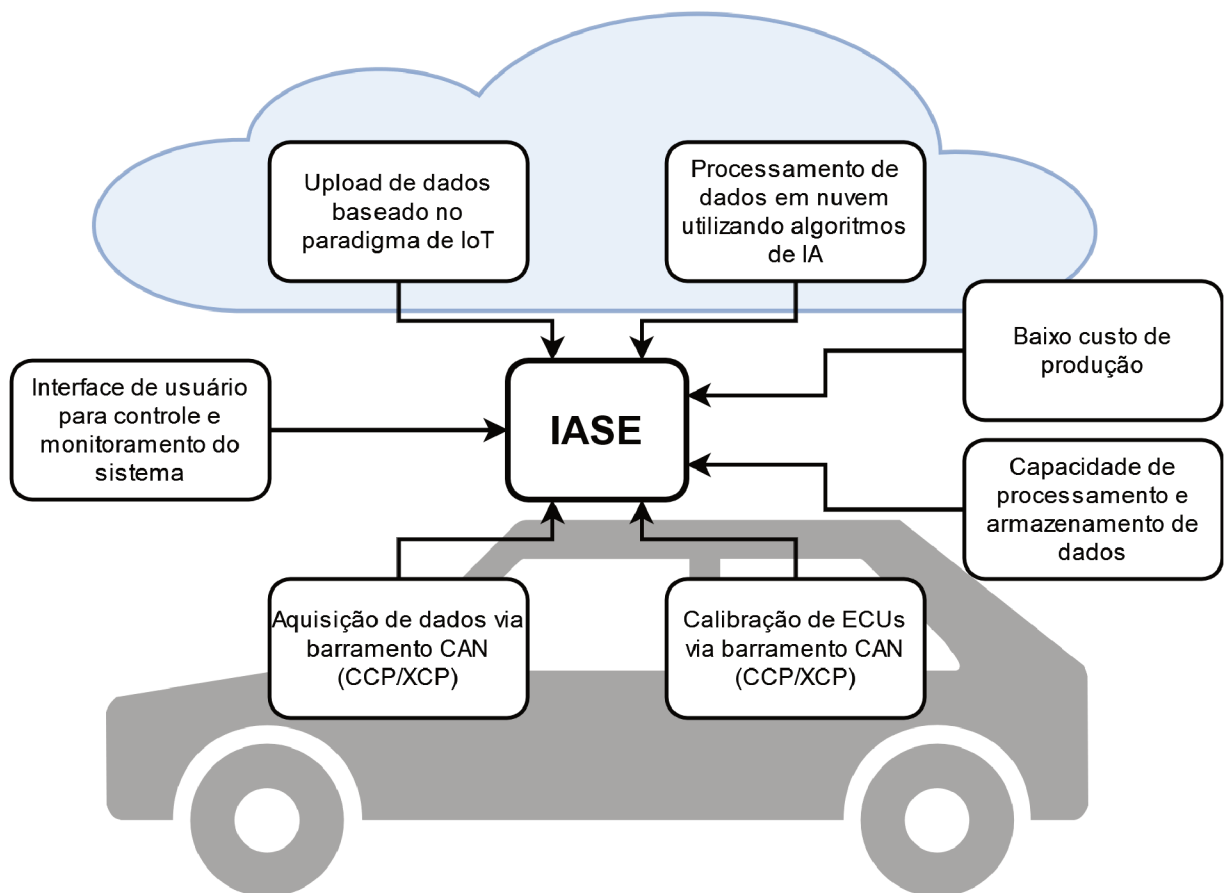 Upload de dados
baseado no
paradigma de IoT
Processamento de
dados em nuvem
utilizando algoritmos
de IA
Baixo custo de
produção
Interface de usuário
para controle e
monitoramento do
sistema
IASE
Capacidade de
processamento e
armazenamento de
dados
Aquisição de dados via
barramento CAN
(CCP/XCP)
Calibração de ECUs
via barramento CAN
(CCP/XCP)